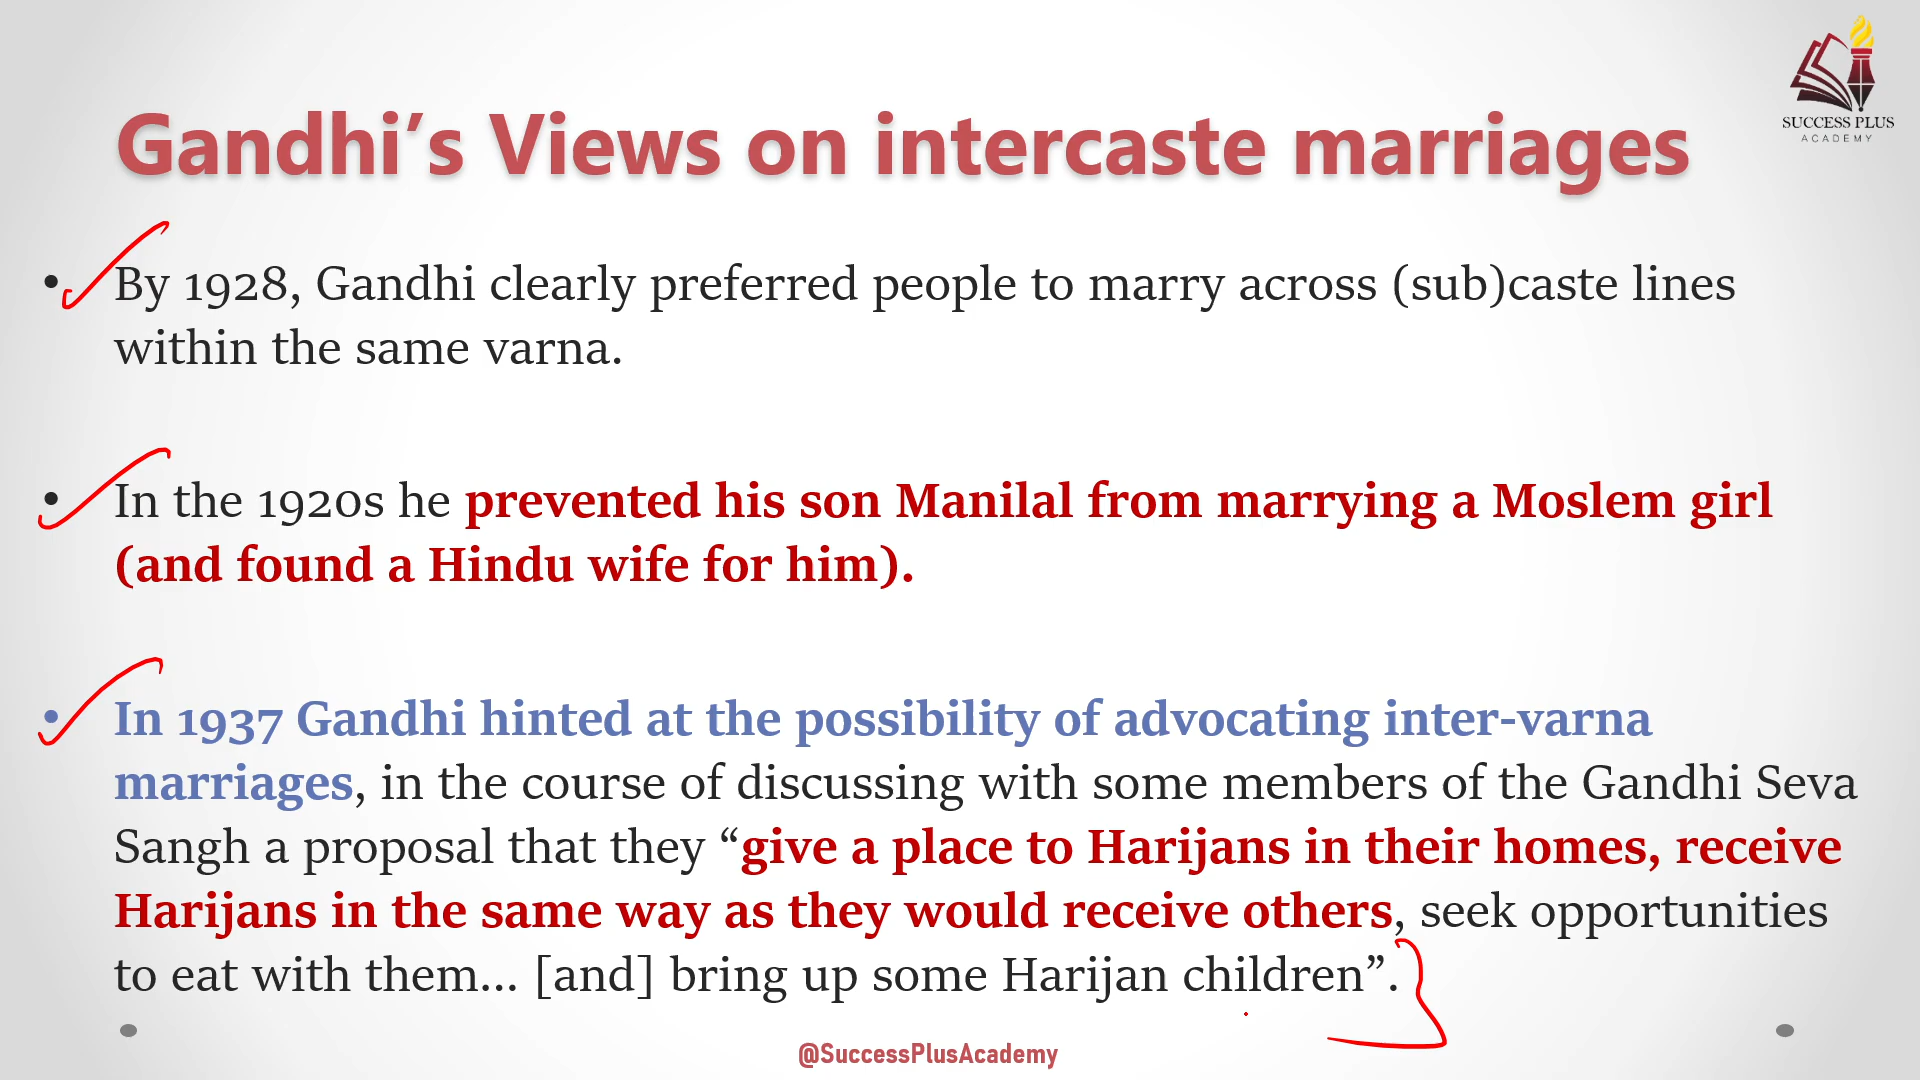 SUCCESS PLUS
ACADEMY
Gandhi’s Views on intercaste marriages
• By 1928, Gandhi clearly preferred people to marry across (sub)caste lines
within the same varna.
• In the 1920s he prevented his son Manilal from marrying a Moslem girl
(and found a Hindu wife for him).
• In 1937 Gandhi hinted at the possibility of advocating inter-varna
marriages, in the course of discussing with some members of the Gandhi Seva
Sangh a proposal that they “give a place to Harijans in their homes, receive
Harijans in the same way as they would receive others, seek opportunities
to eat with them... [and] bring up some Harijan children”.
@SuccessPlusAcademy